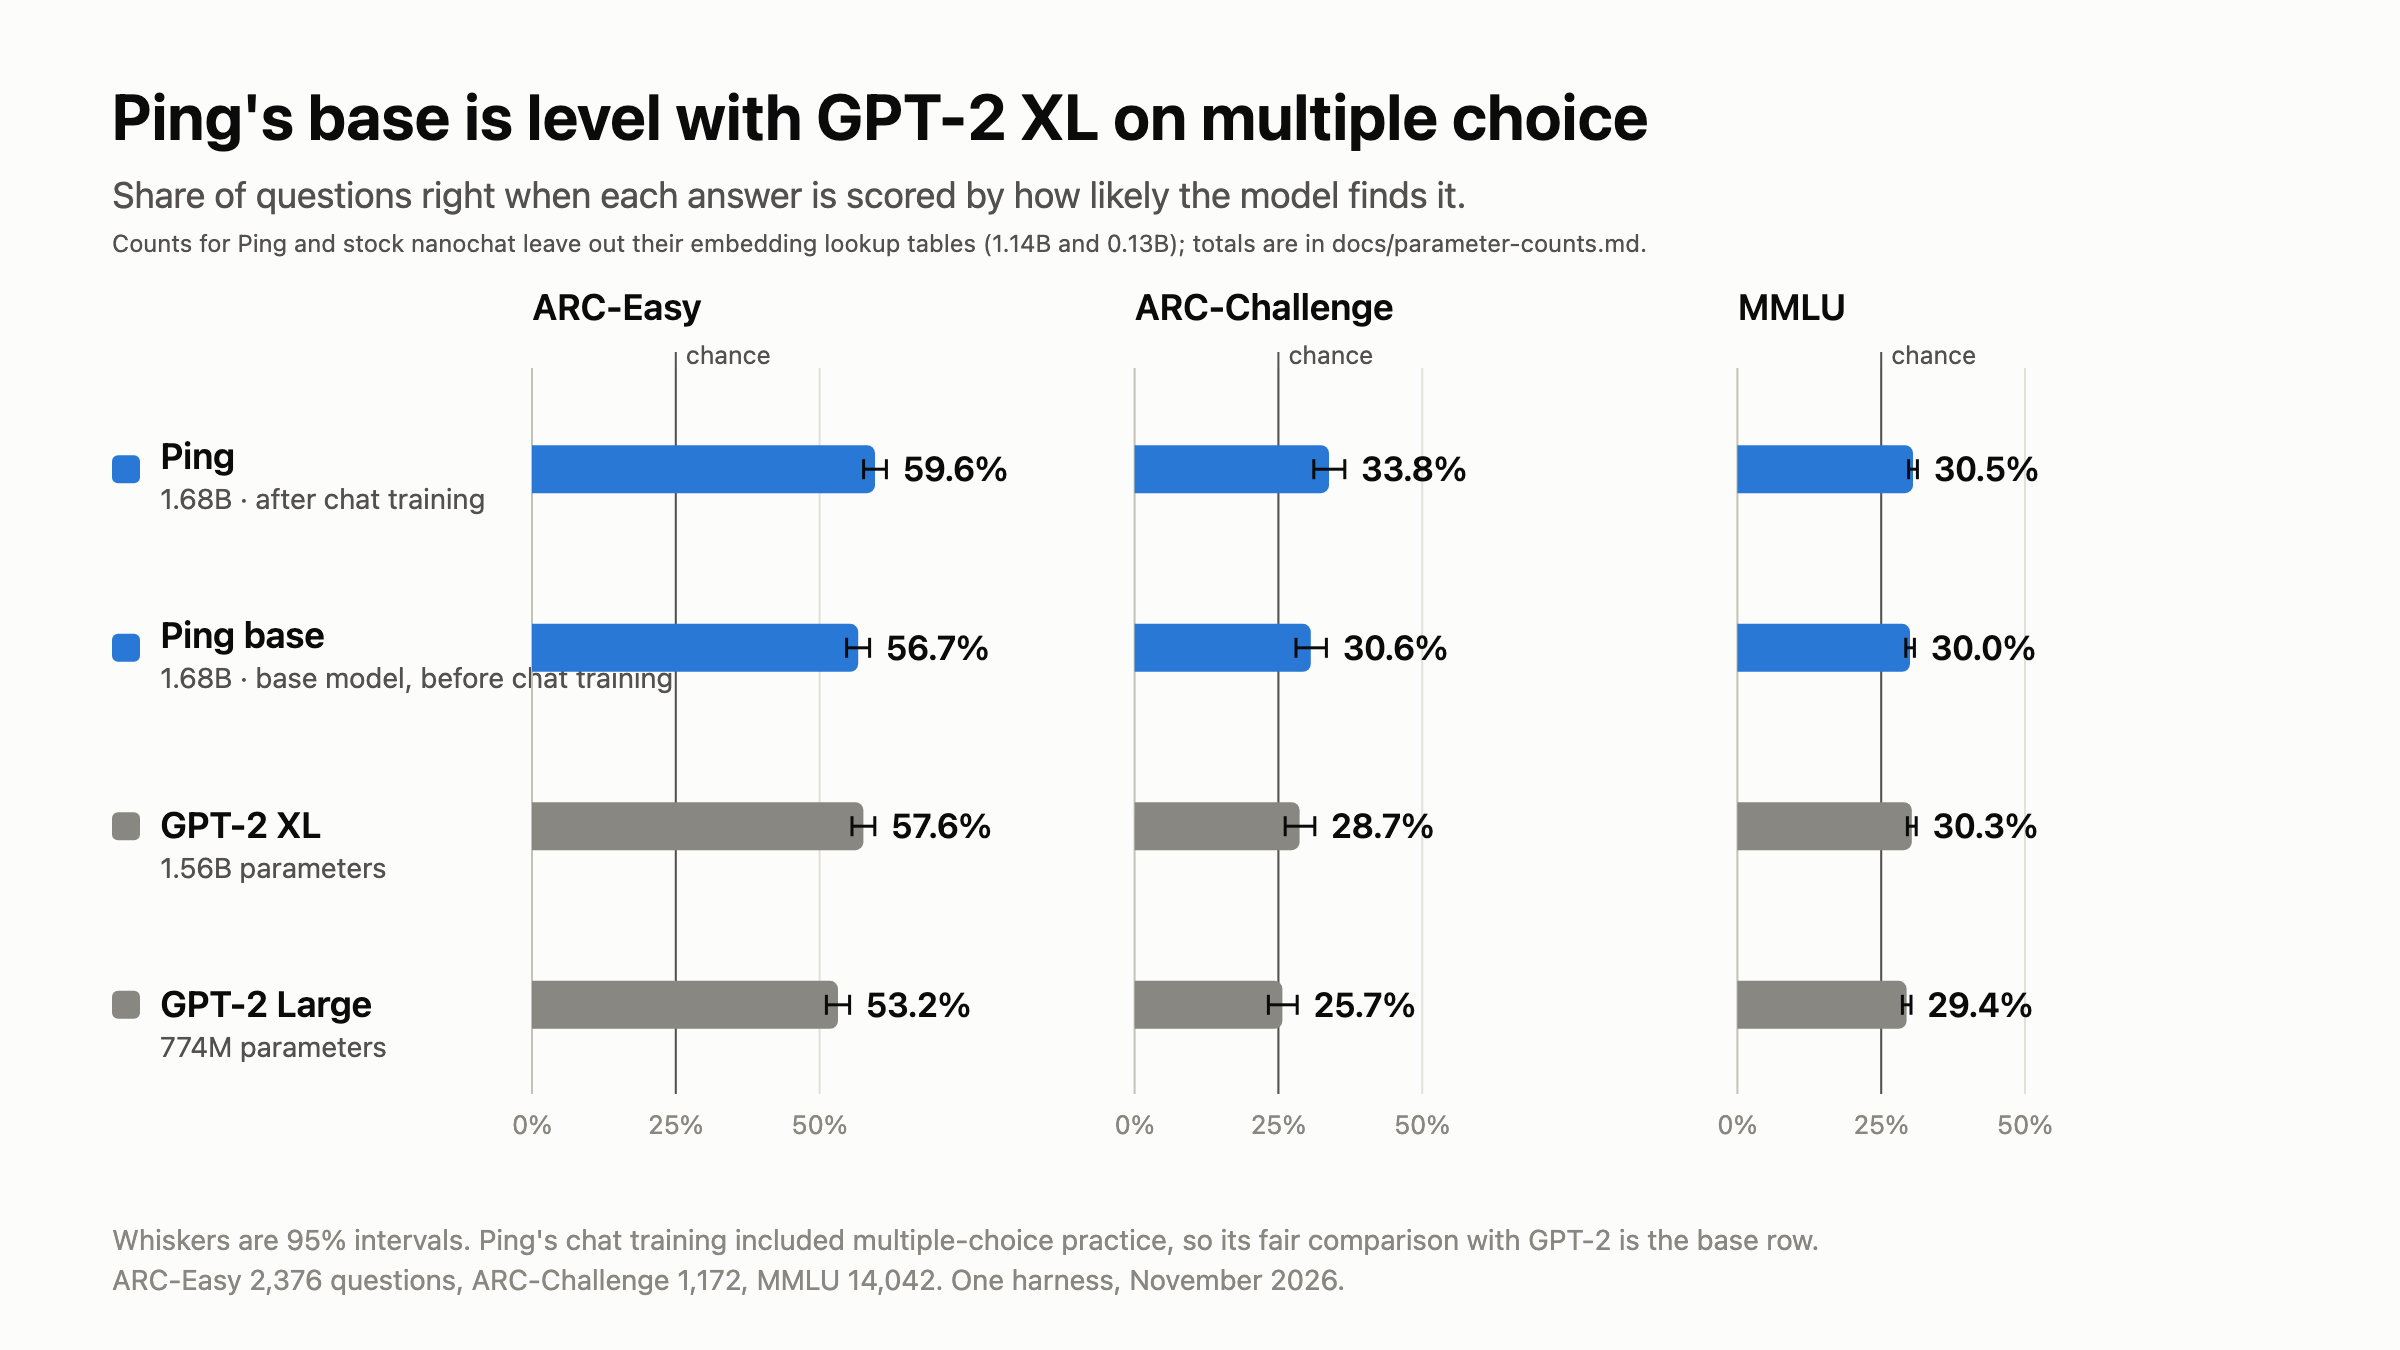 Ping's base is level with GPT-2 XL on multiple choice
Share of questions right when each answer is scored by how likely the model finds it.
Counts for Ping and stock nanochat leave out their embedding lookup tables (1.14B and 0.13B); totals are in docs/parameter-counts.md.
ARC-Easy
ARC-Challenge
MMLU
chance
chance
chance
Ping
1.68B · after chat training
59.6%
33.8%
30.5%
Ping base
1.68B · base model, before chat training
56.7%
30.6%
30.0%
GPT-2 XL
1.56B parameters
57.6%
28.7%
30.3%
GPT-2 Large
774M parameters
53.2%
25.7%
29.4%
0%
25%
50%
0%
25%
50%
0%
25%
50%
Whiskers are 95% intervals. Ping's chat training included multiple-choice practice, so its fair comparison with GPT-2 is the base row.
ARC-Easy 2,376 questions, ARC-Challenge 1,172, MMLU 14,042. One harness, November 2026.